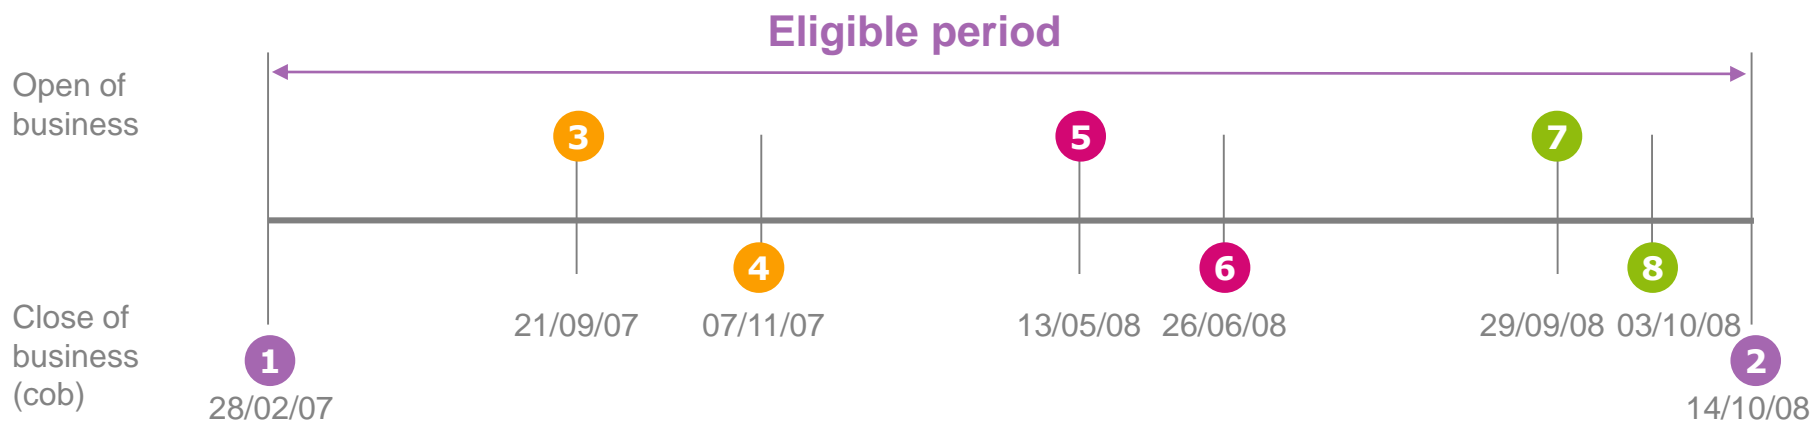 Eligible period
Open of
business
3
5
7
4
6
8
21/09/07
07/11/07
13/05/08
26/06/08
29/09/08
03/10/08
Close of
business
(cob)
1
2
28/02/07
14/10/08